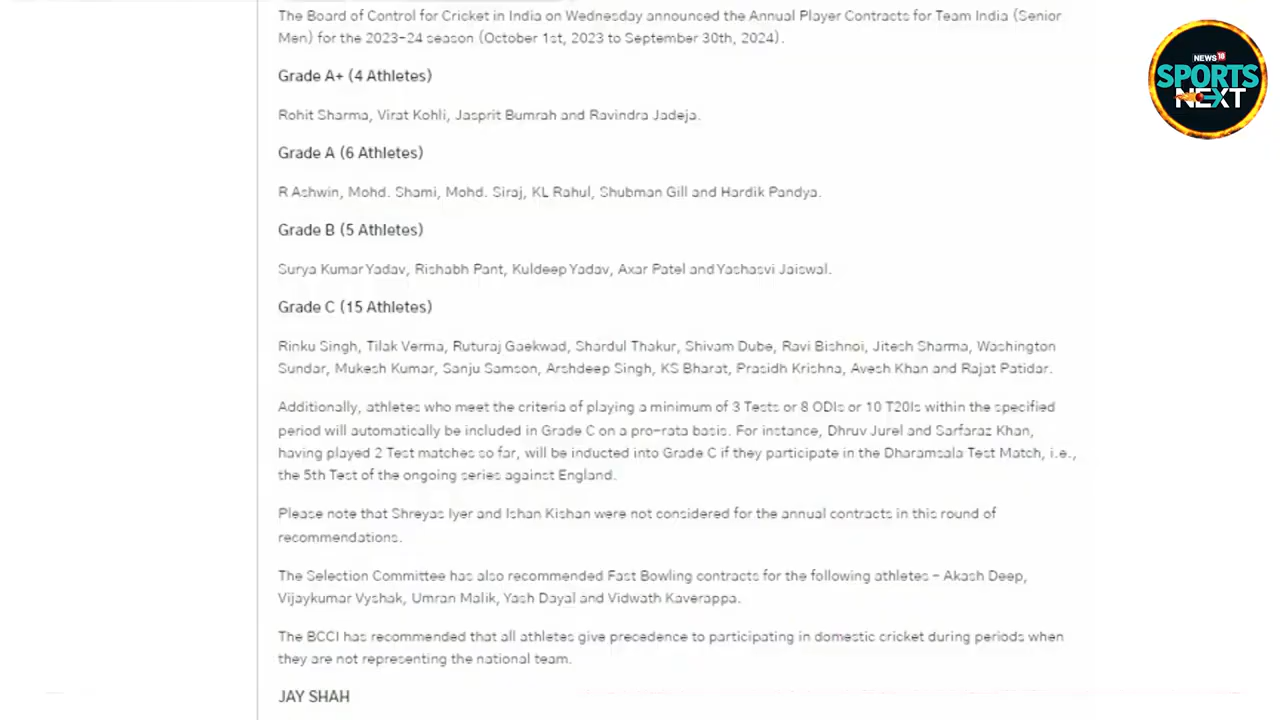 The Board of Control for Cricket in India on Wednesday announced the Annual Player Contracts for Team India (Senior
Men) for the 2023-24 season (October 1st, 2023 to September 30th, 2024).
Grade A+ (4 Athletes)
Rohit Sharma, Virat Kohli, Jasprit Bumrah and Ravindra Jadeja.
Grade A (6 Athletes)
R Ashwin, Mohd. Shami, Mohd. Siraj, KL Rahul, Shubman Gill and Hardik Pandya.
Grade B (5 Athletes)
Surya Kumar Yadav, Rishabh Pant, Kuldeep Yadav, Axar Patel and Yashasvi Jaiswal.
Grade C (15 Athletes)
Rinku Singh, Tilak Verma, Ruturaj Gaekwad, Shardul Thakur, Shivam Dube, Ravi Bishnoi, Jitesh Sharma, Washington
Sundar, Mukesh Kumar, Sanju Samson, Arshdeep Singh, KS Bharat, Prasidh Krishna, Avesh Khan and Rajat Patidar.
Additionally, athletes who meet the criteria of playing a minimum of 3 Tests or 8 ODIs or 10 T20Is within the specified
period will automatically be included in Grade C on a pro-rata basis. For instance, Dhruv Jurel and Sarfaraz Khan,
having played 2 Test matches so far, will be inducted into Grade C if they participate in the Dharamsala Test Match, i.e.,
the 5th Test of the ongoing series against England.
Please note that Shreyas Iyer and Ishan Kishan were not considered for the annual contracts in this round of
recommendations.
The Selection Committee has also recommended Fast Bowling contracts for the following athletes – Akash Deep,
Vijaykumar Vyshak, Umran Malik, Yash Dayal and Vidwath Kaverappa.
The BCCI has recommended that all athletes give precedence to participating in domestic cricket during periods when
they are not representing the national team.
JAY SHAH
NEWS18
SPORTS
NEXT